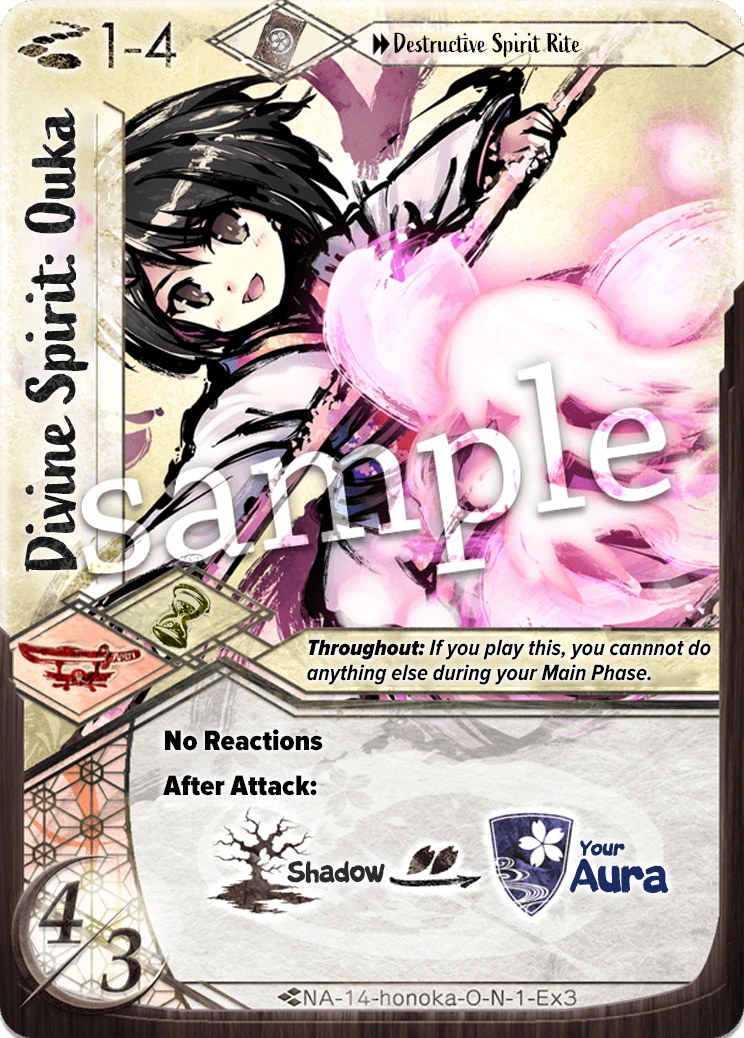 1-4
Destructive Spirit Rite
Divine Spirit: Ouka
sample
Throughout: If you play this, you cannnot do
anything else during your Main Phase.
No Reactions
After Attack:
Shadow
Your
Aura
4/3
NA-14-honoka-O-N-1-Ex3